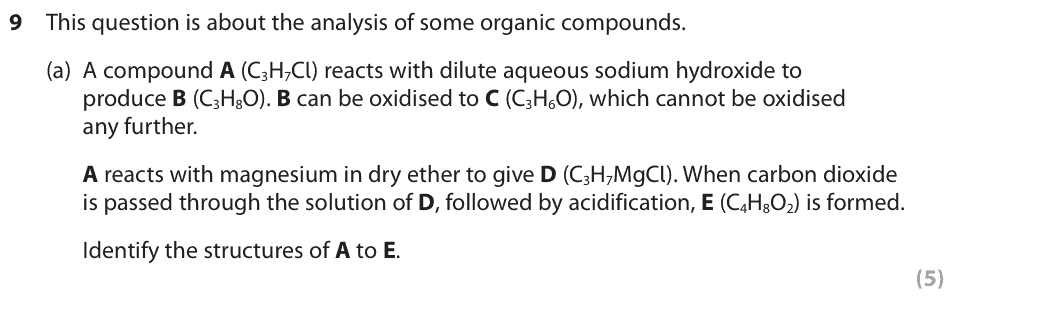 9 This question is about the analysis of some organic compounds.
(a) A compound A (C₃H₇Cl) reacts with dilute aqueous sodium hydroxide to
produce B (C₃H₈O). B can be oxidised to C (C₃H₆O), which cannot be oxidised
any further.
A reacts with magnesium in dry ether to give D (C₃H₇MgCl). When carbon dioxide
is passed through the solution of D, followed by acidification, E (C₄H₈O₂) is formed.
Identify the structures of A to E.
(5)